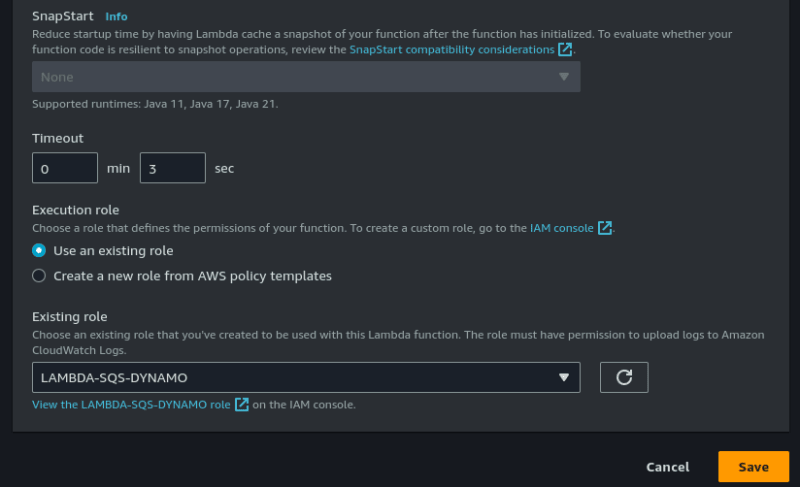 SnapStart Info
Reduce startup time by having Lambda cache a snapshot of your function after the function has initialized. To evaluate whether your
function code is resilient to snapshot operations, review the SnapStart compatibility considerations.
None
Supported runtimes: Java 11, Java 17, Java 21.
Timeout
0 min 3 sec
Execution role
Choose a role that defines the permissions of your function. To create a custom role, go to the IAM console.
Use an existing role
Create a new role from AWS policy templates
Existing role
Choose an existing role that you've created to be used with this Lambda function. The role must have permission to upload logs to Amazon
CloudWatch Logs.
LAMBDA-SQS-DYNAMO
View the LAMBDA-SQS-DYNAMO role on the IAM console.
Cancel Save